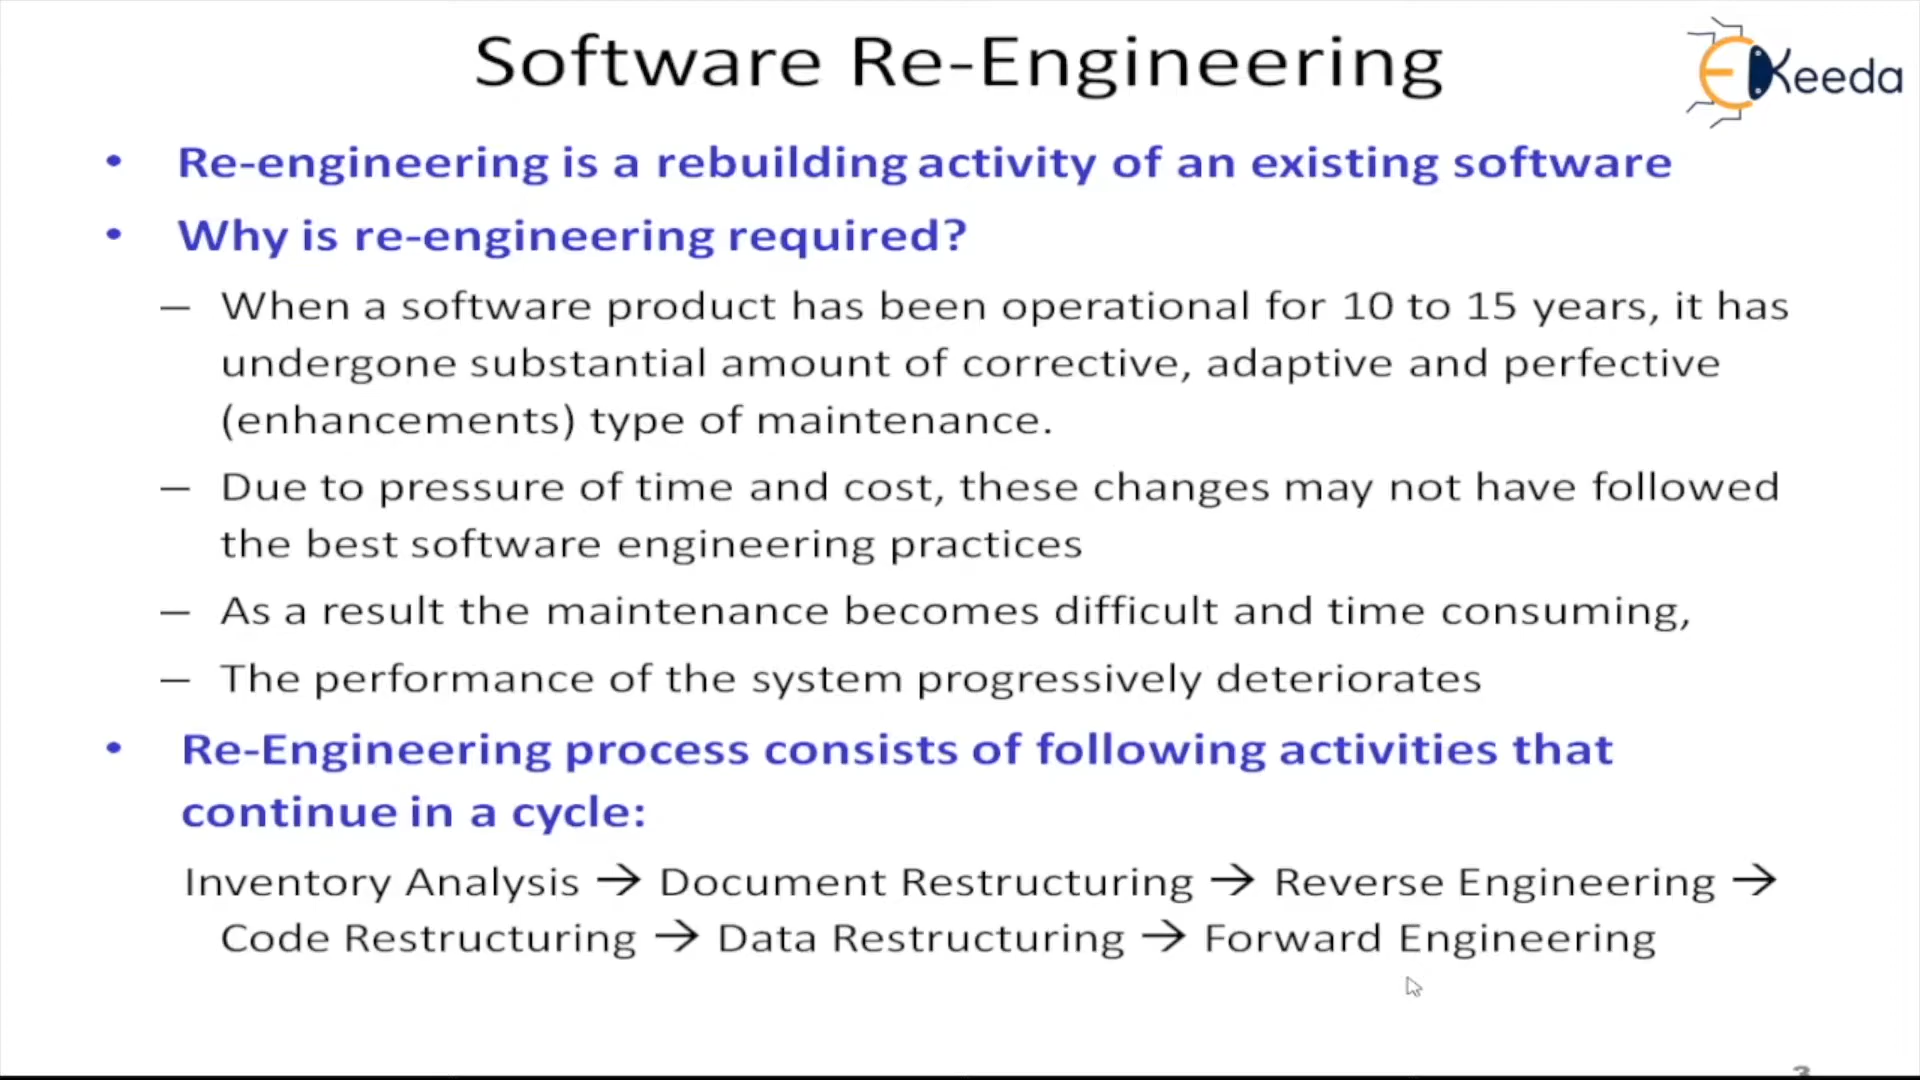 Software Re-Engineering
EKeeda
• Re-engineering is a rebuilding activity of an existing software
• Why is re-engineering required?
– When a software product has been operational for 10 to 15 years, it has
undergone substantial amount of corrective, adaptive and perfective
(enhancements) type of maintenance.
– Due to pressure of time and cost, these changes may not have followed
the best software engineering practices
– As a result the maintenance becomes difficult and time consuming,
– The performance of the system progressively deteriorates
• Re-Engineering process consists of following activities that
continue in a cycle:
Inventory Analysis → Document Restructuring → Reverse Engineering →
Code Restructuring → Data Restructuring → Forward Engineering